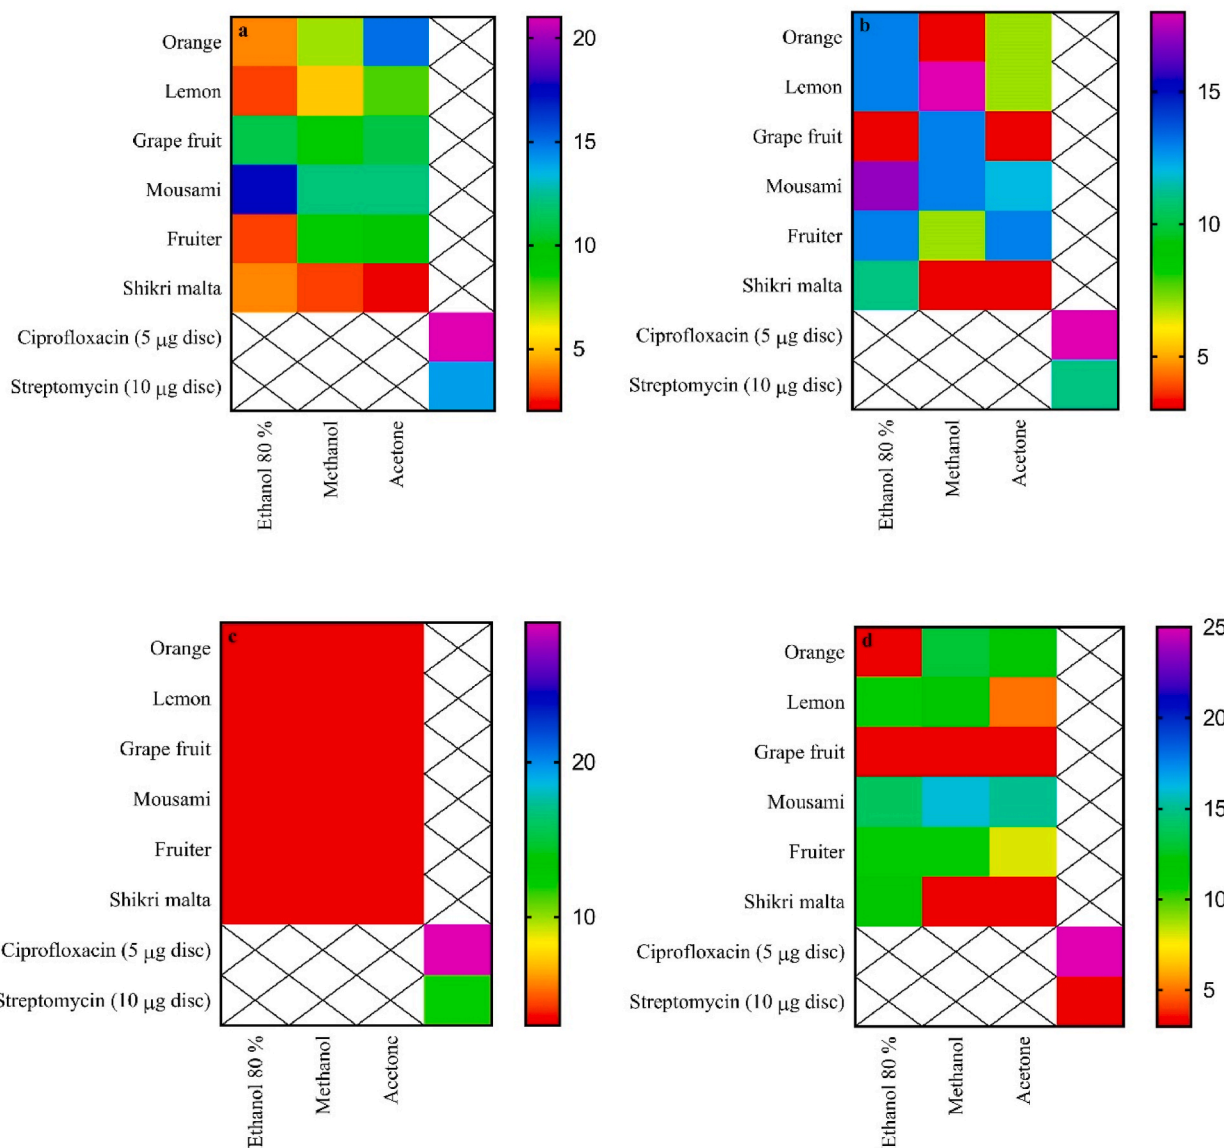 a
Orange
Lemon
Grape fruit
Mousami
Fruiter
Shikri malta
Ciprofloxacin (5 µg disc)
Streptomycin (10 µg disc)
Ethanol 80 %
Methanol
Acetone
20
15
10
5
b
Orange
Lemon
Grape fruit
Mousami
Fruiter
Shikri malta
Ciprofloxacin (5 µg disc)
Streptomycin (10 µg disc)
Ethanol 80 %
Methanol
Acetone
15
10
5
c
Orange
Lemon
Grape fruit
Mousami
Fruiter
Shikri malta
Ciprofloxacin (5 µg disc)
Streptomycin (10 µg disc)
Ethanol 80 %
Methanol
Acetone
20
10
d
Orange
Lemon
Grape fruit
Mousami
Fruiter
Shikri malta
Ciprofloxacin (5 µg disc)
Streptomycin (10 µg disc)
Ethanol 80 %
Methanol
Acetone
25
20
15
10
5